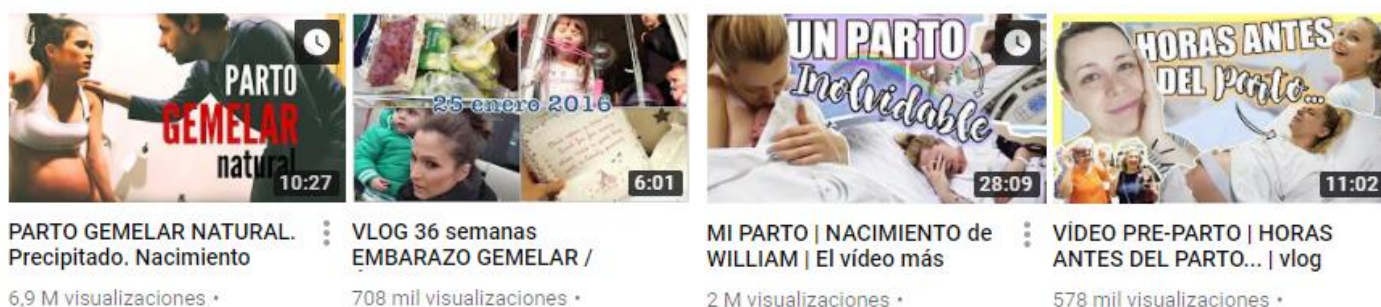 PARTO
GEMELAR
natural
10:27
PARTO GEMELAR NATURAL.
Precipitado. Nacimiento
6,9 M visualizaciones •
25 enero 2016
6:01
VLOG 36 semanas
EMBARAZO GEMELAR /
708 mil visualizaciones •
UN PARTO
Inolvidable
28:09
MI PARTO | NACIMIENTO de
WILLIAM | El vídeo más
2 M visualizaciones •
HORAS ANTES
DEL Parto...
11:02
VÍDEO PRE-PARTO | HORAS
ANTES DEL PARTO... | vlog
578 mil visualizaciones •